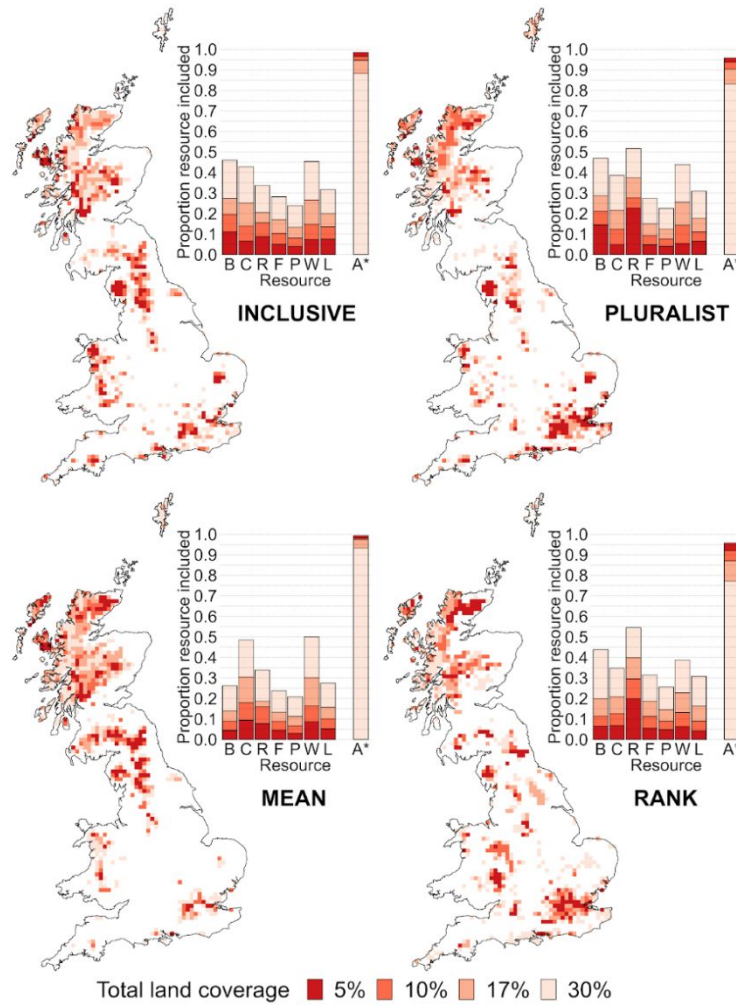 Proportion resource included
1.0
0.9
0.8
0.7
0.6
0.5
0.4
0.3
0.2
0.1
0.0
B C R F P W L A*
Resource
INCLUSIVE
Proportion resource included
1.0
0.9
0.8
0.7
0.6
0.5
0.4
0.3
0.2
0.1
0.0
B C R F P W L A*
Resource
PLURALIST
Proportion resource included
1.0
0.9
0.8
0.7
0.6
0.5
0.4
0.3
0.2
0.1
0.0
B C R F P W L A*
Resource
MEAN
Proportion resource included
1.0
0.9
0.8
0.7
0.6
0.5
0.4
0.3
0.2
0.1
0.0
B C R F P W L A*
Resource
RANK
Total land coverage 5% 10% 17% 30%